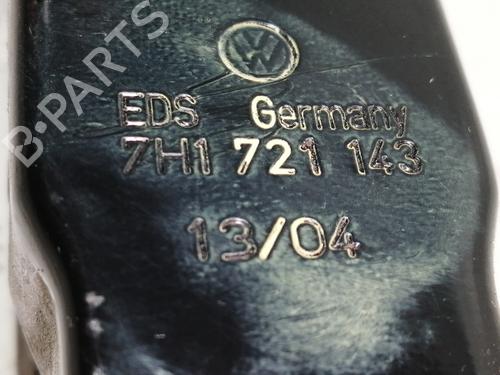 B-PARTS
VW
EDS Germany
7H1 721 143
13/04